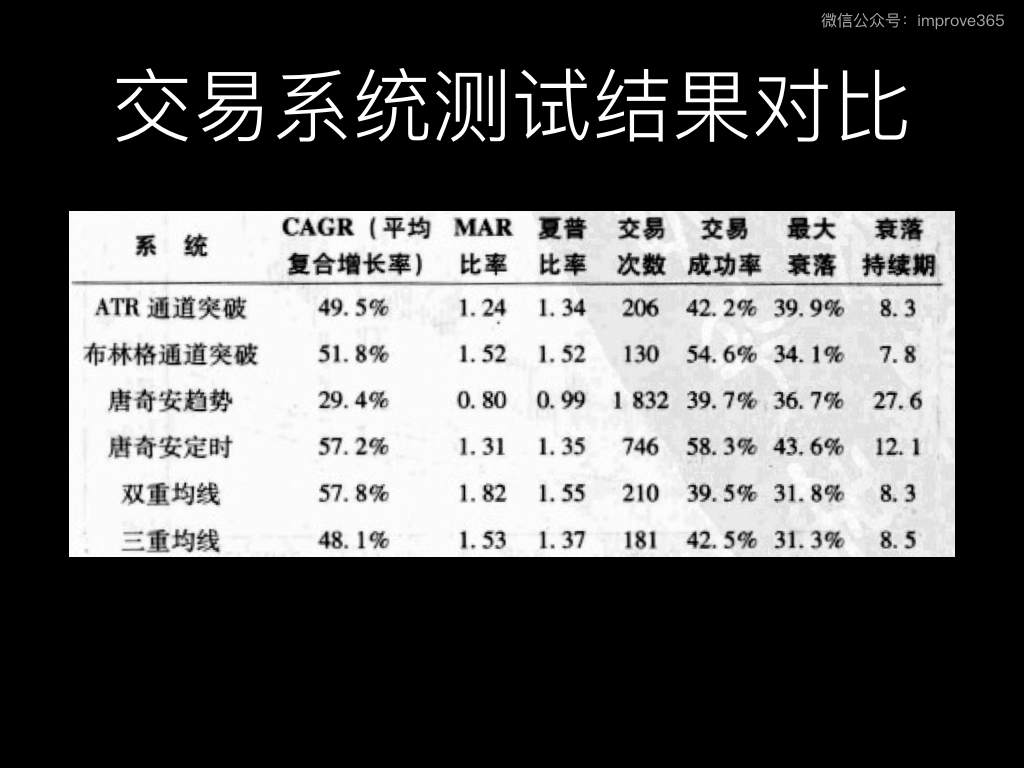 微信公众号：improve365
交易系统测试结果对比
系 统 CAGR（平均复合增长率） MAR比率 夏普比率 交易次数 交易成功率 最大衰落 衰落持续期
ATR 通道突破 49.5% 1.24 1.34 206 42.2% 39.9% 8.3
布林格通道突破 51.8% 1.52 1.52 130 54.6% 34.1% 7.8
唐奇安趋势 29.4% 0.80 0.99 1 832 39.7% 36.7% 27.6
唐奇安定时 57.2% 1.31 1.35 746 58.3% 43.6% 12.1
双重均线 57.8% 1.82 1.55 210 39.5% 31.8% 8.3
三重均线 48.1% 1.53 1.37 181 42.5% 31.3% 8.5